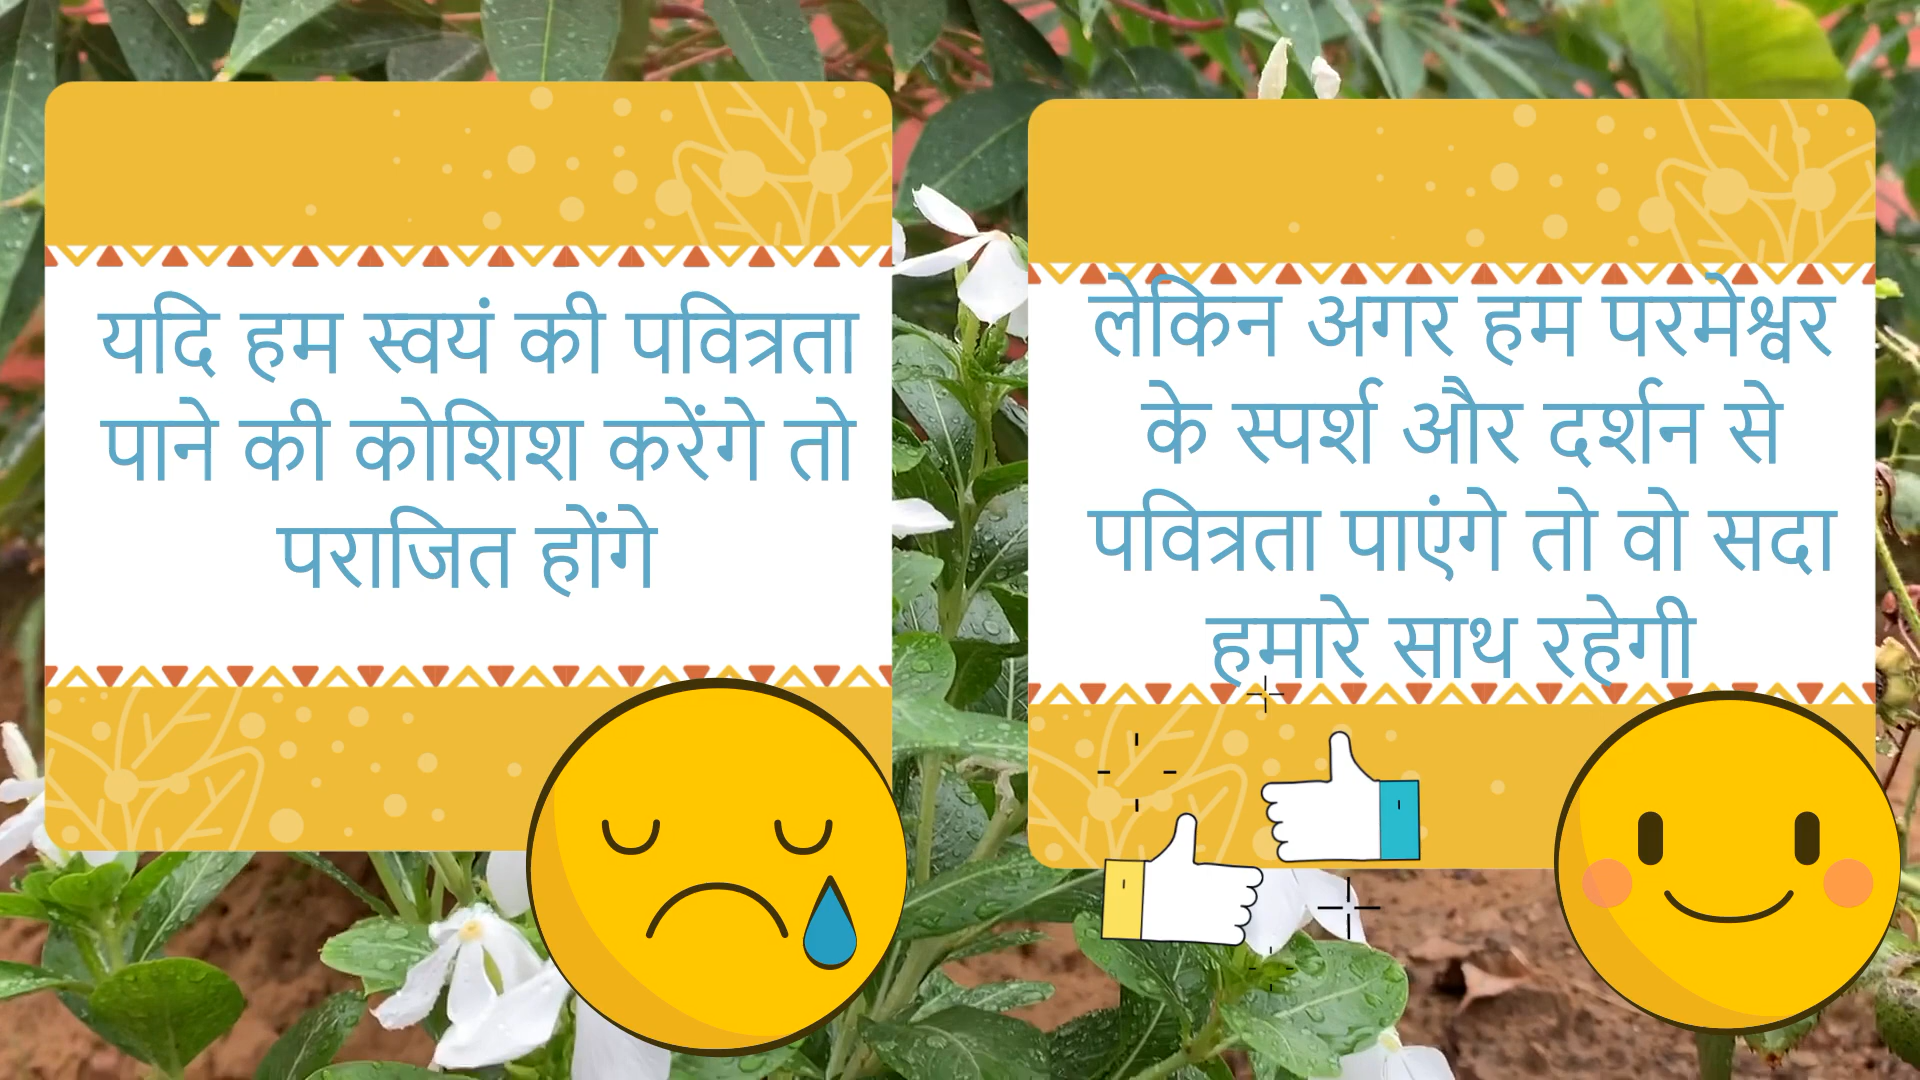 यदि हम स्वयं की पवित्रता
पाने की कोशिश करेंगे तो
पराजित होंगे
लेकिन अगर हम परमेश्वर
के स्पर्श और दर्शन से
पवित्रता पाएंगे तो वो सदा
हमारे साथ रहेगी